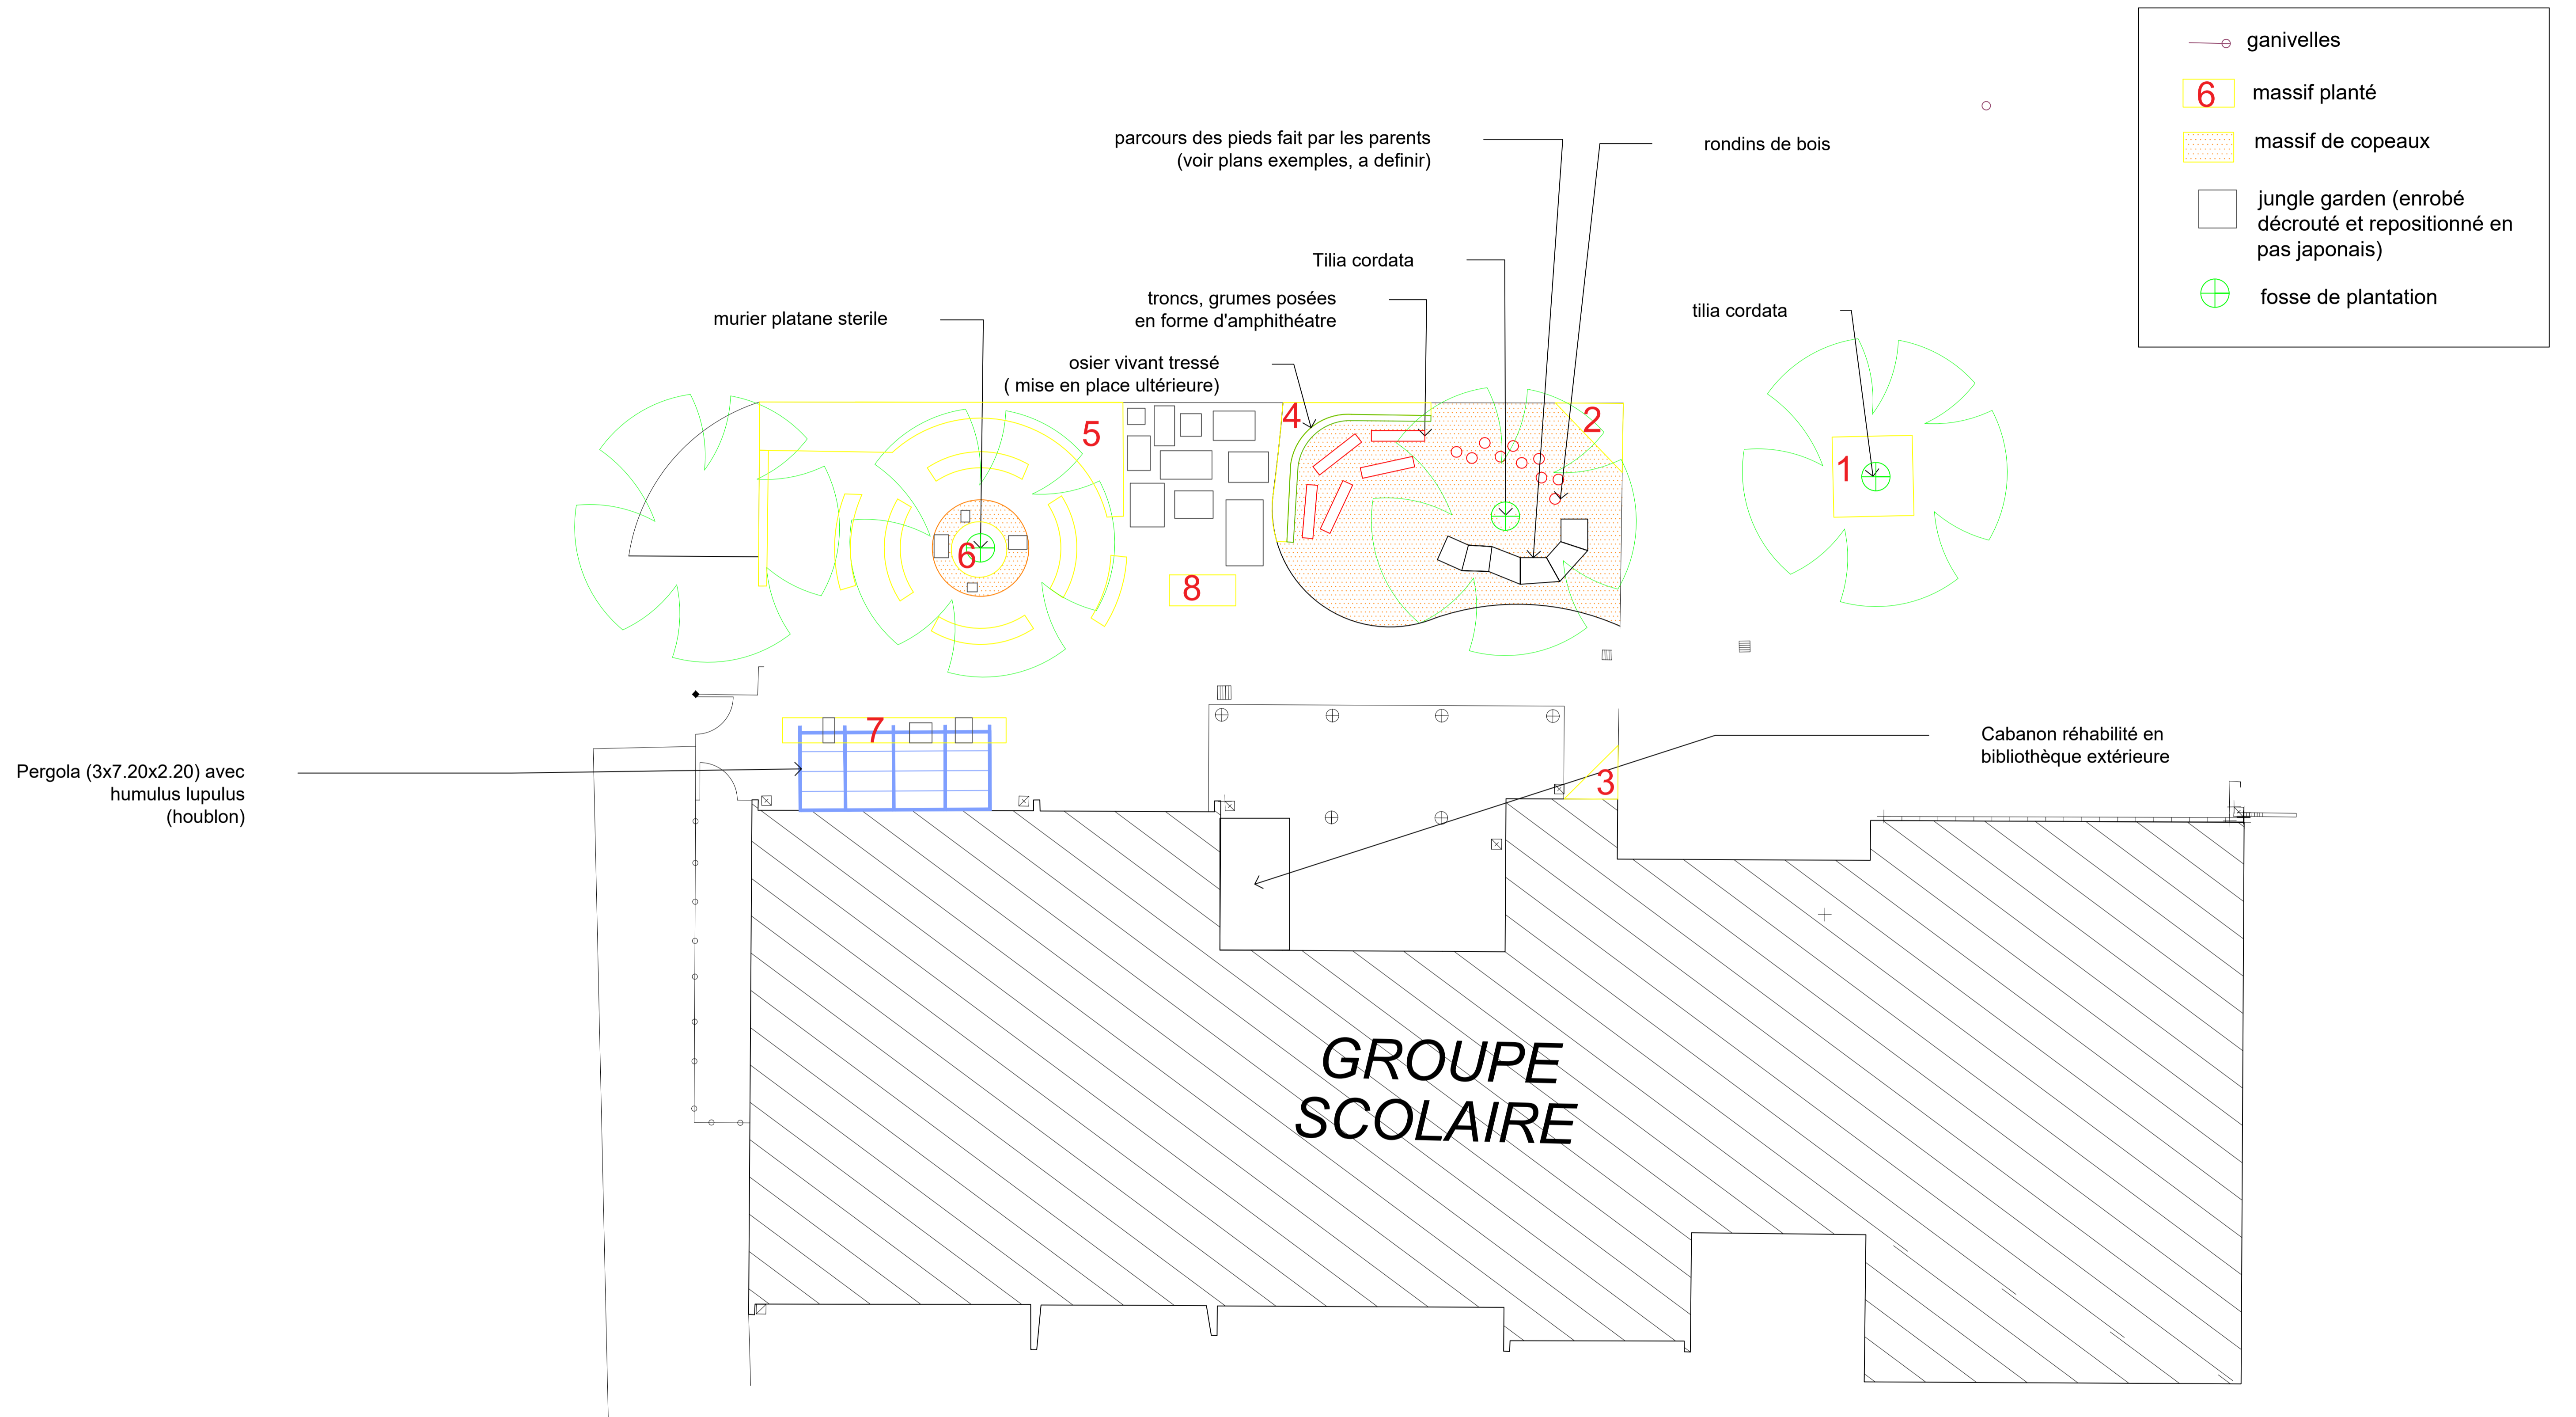 ganivelles
6
massif planté
massif de copeaux
jungle garden (enrobé
décrouté et repositionné en
pas japonais)
fosse de plantation
parcours des pieds fait par les parents
(voir plans exemples, a definir)
rondins de bois
Tilia cordata
troncs, grumes posées
en forme d'amphithéatre
tilia cordata
murier platane sterile
osier vivant tressé
( mise en place ultérieure)
4
2
5
1
6
8
7
3
Pergola (3x7.20x2.20) avec
humulus lupulus
(houblon)
Cabanon réhabilité en
bibliothèque extérieure
GROUPE
SCOLAIRE